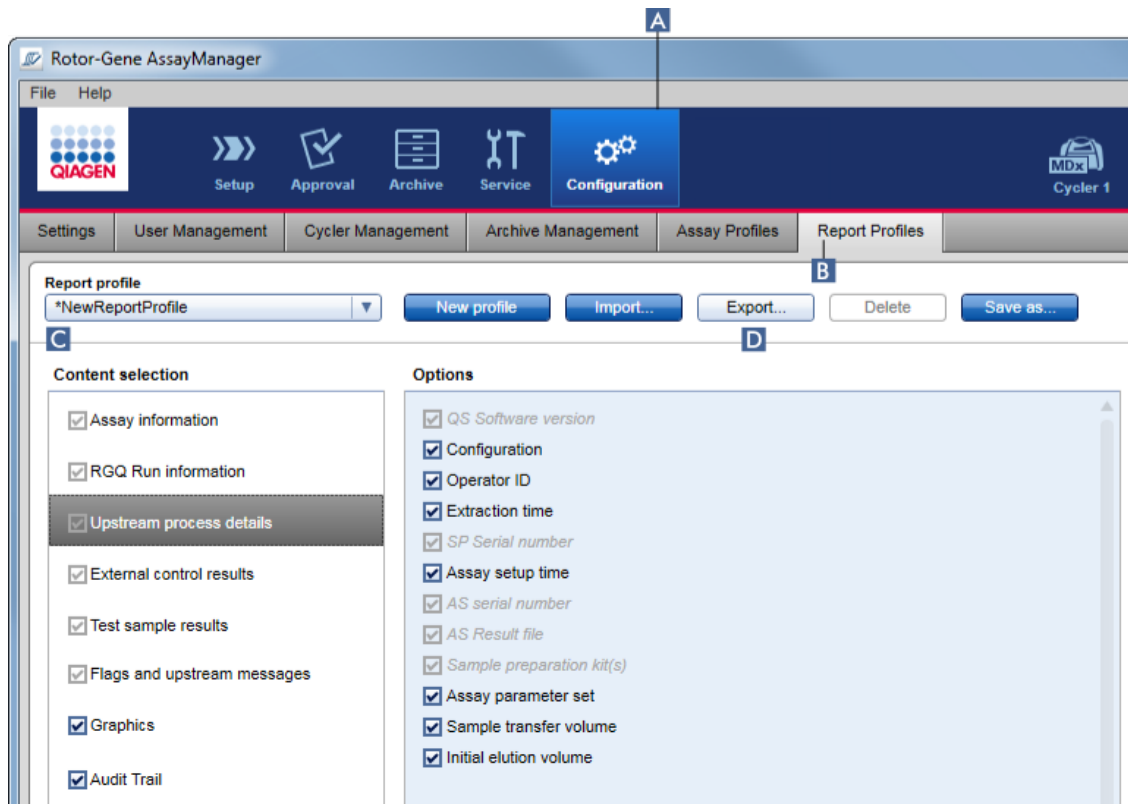 A
Rotor-Gene AssayManager
File Help
QIAGEN
Setup Approval Archive Service Configuration MDx Cycler 1
Settings User Management Cycler Management Archive Management Assay Profiles Report Profiles
B
Report profile
*NewReportProfile New profile Import... Export... Delete Save as...
C D
Content selection
Assay information
RGQ Run information
Upstream process details
External control results
Test sample results
Flags and upstream messages
Graphics
Audit Trail
Options
QS Software version
Configuration
Operator ID
Extraction time
SP Serial number
Assay setup time
AS serial number
AS Result file
Sample preparation kit(s)
Assay parameter set
Sample transfer volume
Initial elution volume